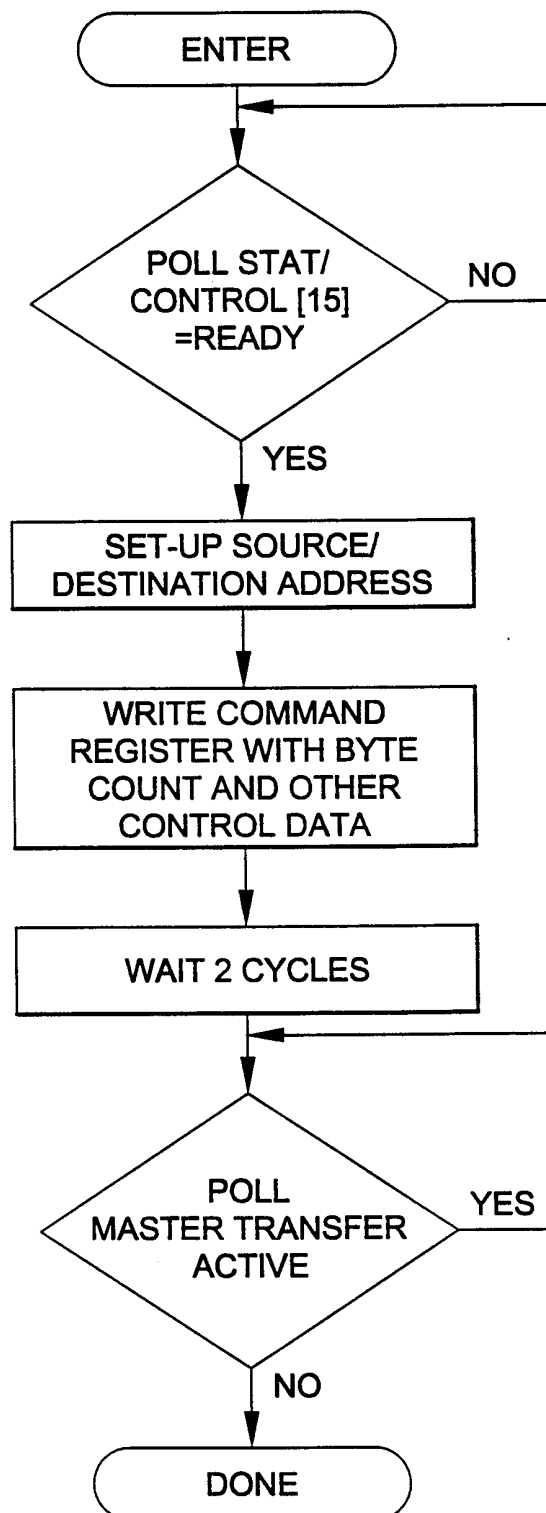 ENTER
POLL STAT/
CONTROL [15]
=READY
NO
YES
SET-UP SOURCE/
DESTINATION ADDRESS
WRITE COMMAND
REGISTER WITH BYTE
COUNT AND OTHER
CONTROL DATA
WAIT 2 CYCLES
POLL
MASTER TRANSFER
ACTIVE
YES
NO
DONE